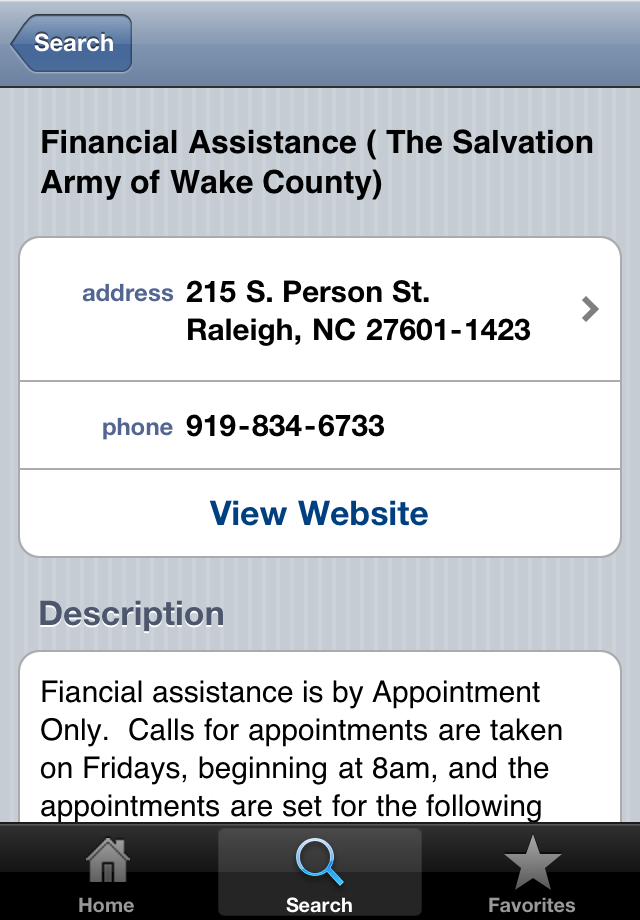 Search
Financial Assistance ( The Salvation
Army of Wake County)
address 215 S. Person St.
Raleigh, NC 27601-1423
phone 919-834-6733
View Website
Description
Fiancial assistance is by Appointment
Only.  Calls for appointments are taken
on Fridays, beginning at 8am, and the
appointments are set for the following
Home Search Favorites